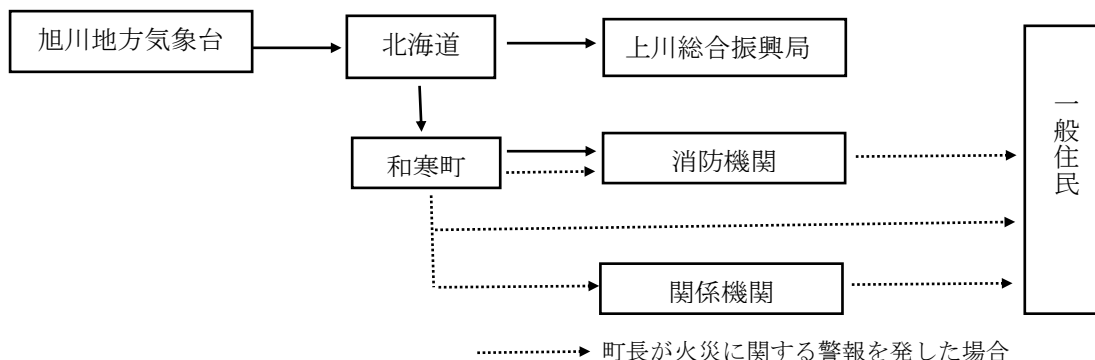 旭川地方気象台
北海道
上川総合振興局
和寒町
消防機関
一般住民
関係機関
町長が火災に関する警報を発した場合